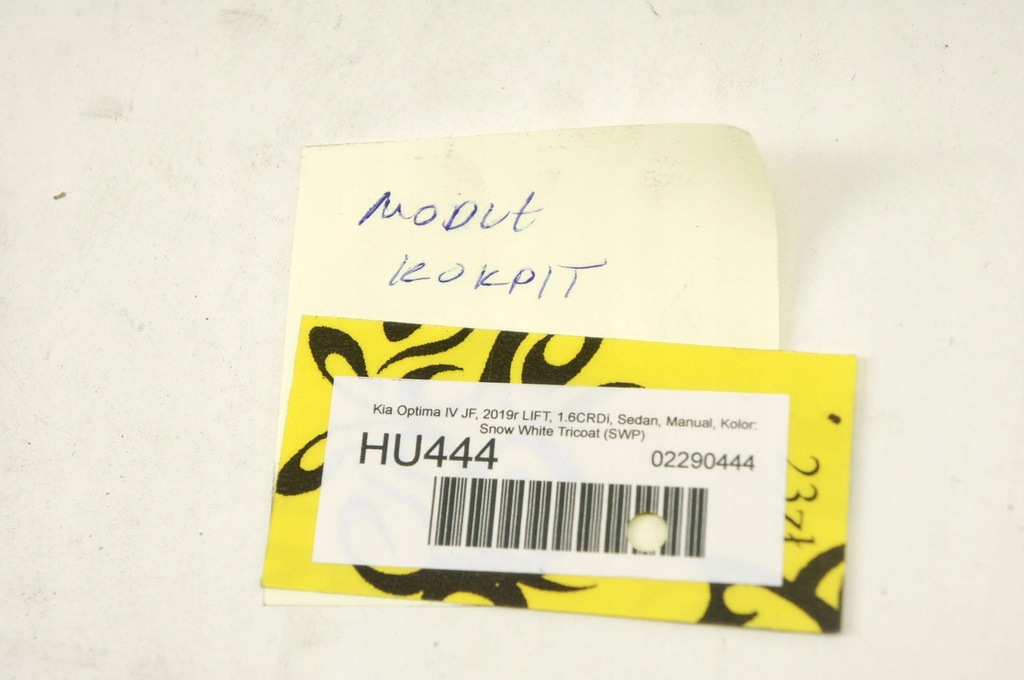 MODUŁ
KOKPIT
Kia Optima IV JF, 2019r LIFT, 1.6CRDi, Sedan, Manual, Kolor:
Snow White Tricoat (SWP)
HU444
02290444
23zł